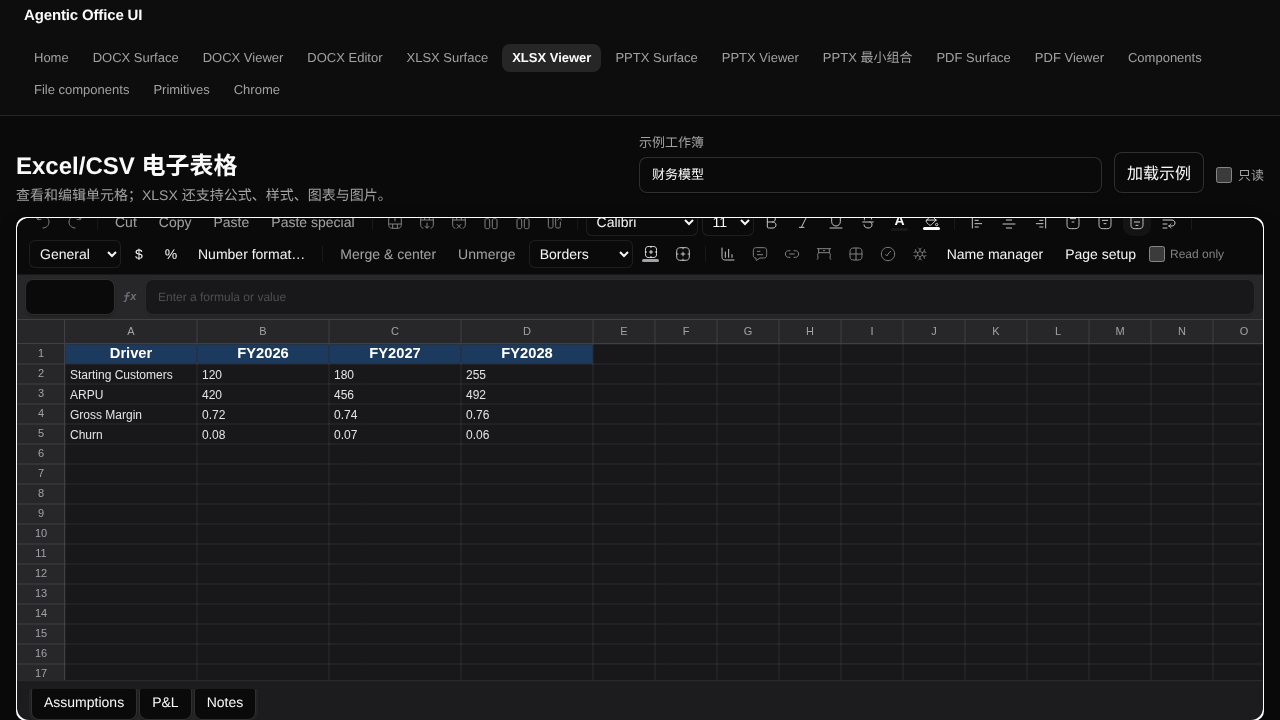 Agentic Office UI
Home DOCX Surface DOCX Viewer DOCX Editor XLSX Surface XLSX Viewer PPTX Surface PPTX Viewer PPTX 最小组合 PDF Surface PDF Viewer Components
File components Primitives Chrome
示例工作簿
Excel/CSV 电子表格
财务模型 加载示例 只读
查看和编辑单元格；XLSX 还支持公式、样式、图表与图片。
Cut Copy Paste Paste special Calibri 11 B I U S A
General $ % Number format… Merge & center Unmerge Borders Name manager Page setup Read only
fx Enter a formula or value
A B C D E F G H I J K L M N O
1 Driver FY2026 FY2027 FY2028
2 Starting Customers 120 180 255
3 ARPU 420 456 492
4 Gross Margin 0.72 0.74 0.76
5 Churn 0.08 0.07 0.06
6
7
8
9
10
11
12
13
14
15
16
17
Assumptions P&L Notes